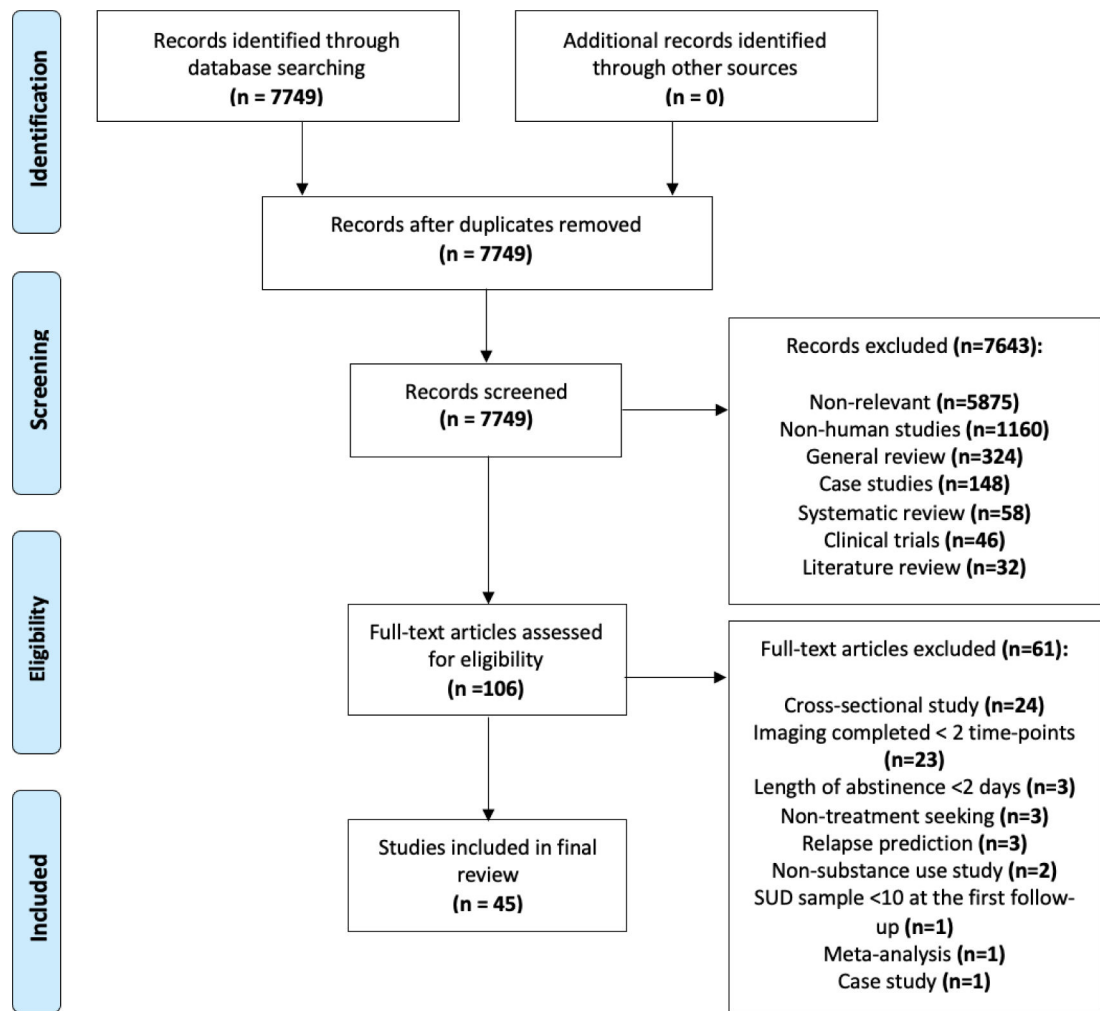 Identification
Records identified through
database searching
(n = 7749)
Additional records identified
through other sources
(n = 0)
Records after duplicates removed
(n = 7749)
Screening
Records screened
(n = 7749)
Records excluded (n=7643):
Non-relevant (n=5875)
Non-human studies (n=1160)
General review (n=324)
Case studies (n=148)
Systematic review (n=58)
Clinical trials (n=46)
Literature review (n=32)
Eligibility
Full-text articles assessed
for eligibility
(n =106)
Full-text articles excluded (n=61):
Cross-sectional study (n=24)
Imaging completed < 2 time-points
(n=23)
Length of abstinence <2 days (n=3)
Non-treatment seeking (n=3)
Relapse prediction (n=3)
Non-substance use study (n=2)
SUD sample <10 at the first follow-
up (n=1)
Meta-analysis (n=1)
Case study (n=1)
Included
Studies included in final
review
(n = 45)